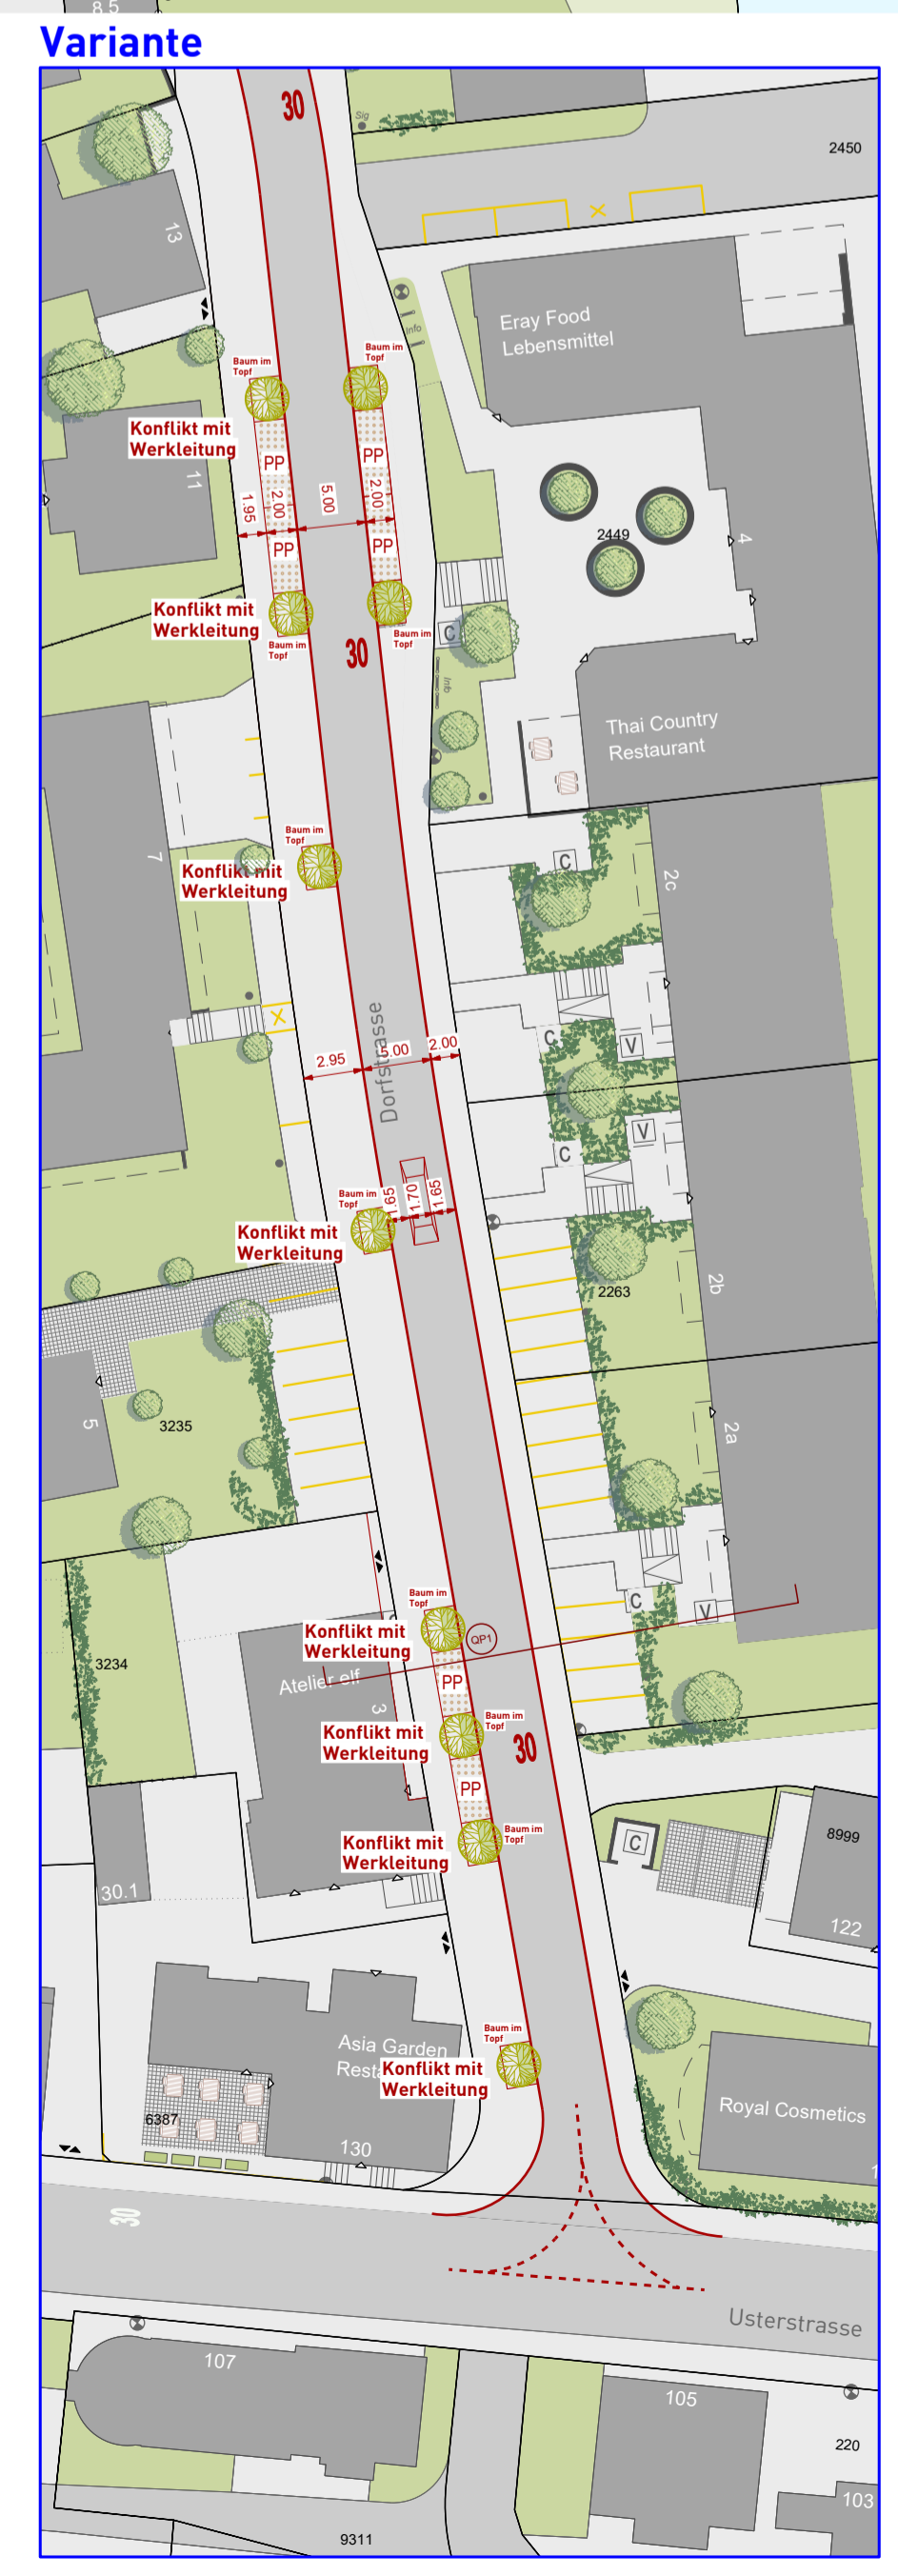 8.5
Variante
30
Sig
2450
13
Eray Food
Lebensmittel
Info
Baum im
Topf
Baum im
Topf
Konflikt mit
Werkleitung
PP
PP
11
1.95
2.00
5.00
2.00
2449
4
PP
PP
Konflikt mit
Werkleitung
Baum im
Topf
Baum im
Topf
C
30
Info
Thai Country
Restaurant
Baum im
Topf
7
Konflikt mit
Werkleitung
C
2c
Dorfstrasse
2.95
5.00
2.00
C
V
V
C
Baum im
Topf
1.65
1.70
1.65
Konflikt mit
Werkleitung
2b
2263
5
3235
2a
Baum im
Topf
C
V
Konflikt mit
Werkleitung
QP1
3234
Atelier elf
3
PP
Baum im
Topf
Konflikt mit
Werkleitung
30
PP
Baum im
Topf
Konflikt mit
Werkleitung
C
8999
30.1
122
Baum im
Topf
Asia Garden
Konflikt mit
Werkleitung
Royal Cosmetics
6387
130
30
Usterstrasse
107
105
220
103
9311